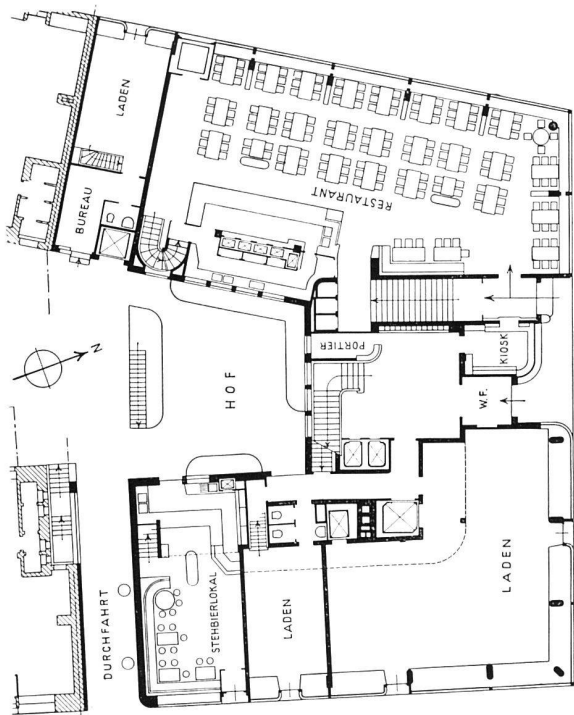 LADEN
BUREAU
RESTAURANT
N
HOF
PORTIER
KIOSK
W.F.
DURCHFAHRT
STEHBIERLOKAL
LADEN
LADEN